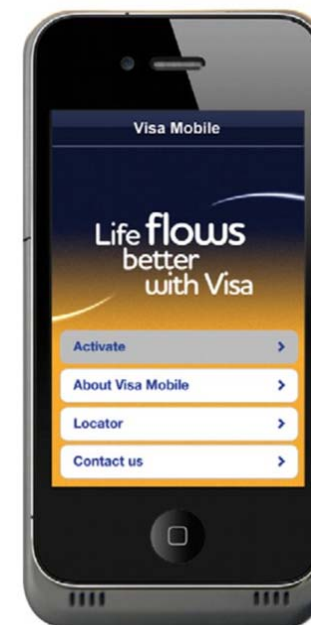 Visa Mobile
Life flows
better
with Visa
Activate
About Visa Mobile
Locator
Contact us